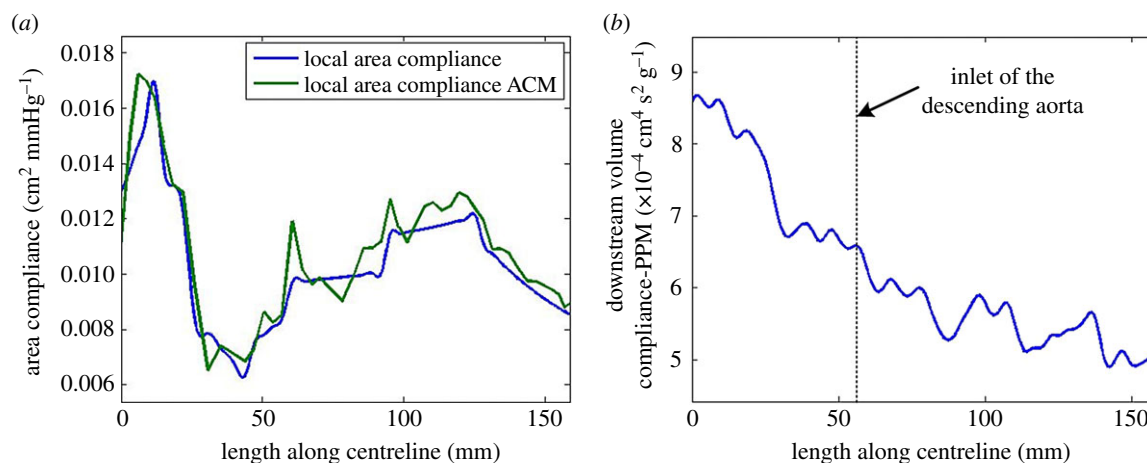 (a)
0.018
0.016
0.014
0.012
0.010
0.008
0.006
area compliance (cm² mmHg⁻¹)
local area compliance
local area compliance ACM
0 50 100 150
length along centreline (mm)
(b)
9
8
7
6
5
downstream volume
compliance-PPM (×10⁻⁴ cm⁴ s² g⁻¹)
inlet of the
descending aorta
0 50 100 150
length along centreline (mm)